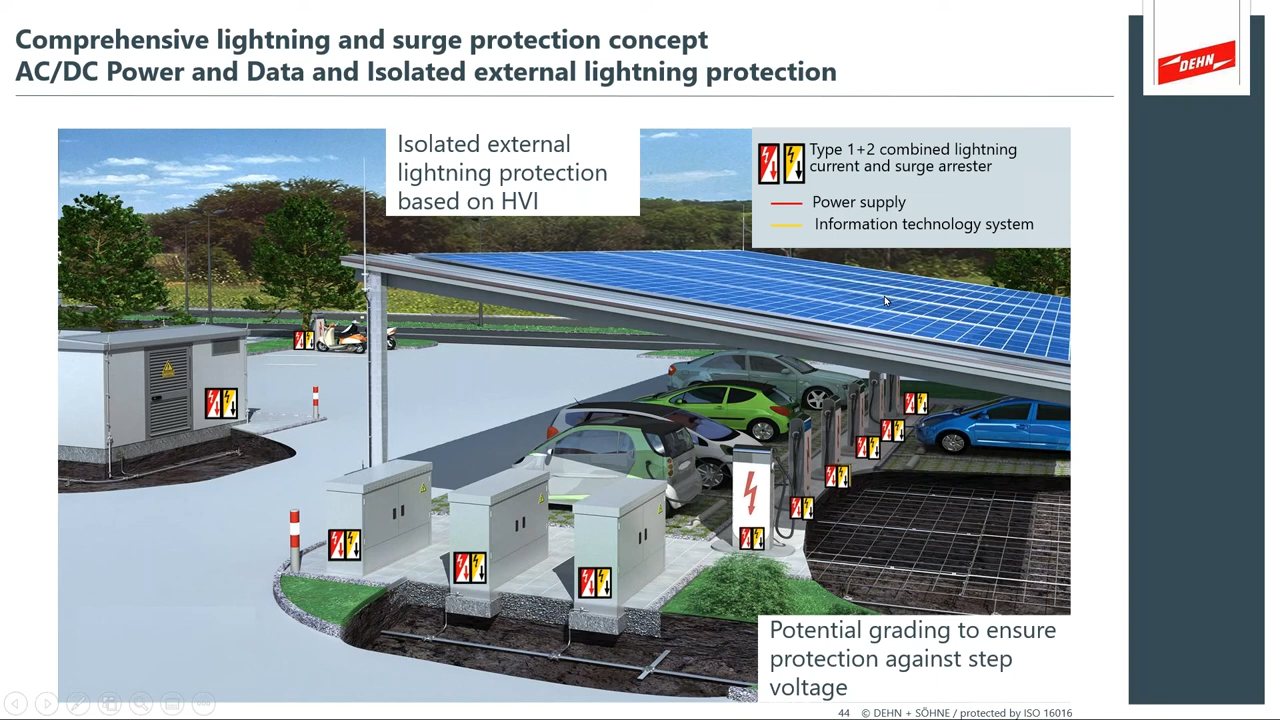 Comprehensive lightning and surge protection concept
AC/DC Power and Data and Isolated external lightning protection
DEHN
Isolated external
lightning protection
based on HVI
Type 1+2 combined lightning
current and surge arrester
Power supply
Information technology system
Potential grading to ensure
protection against step
voltage
44 © DEHN + SÖHNE / protected by ISO 16016